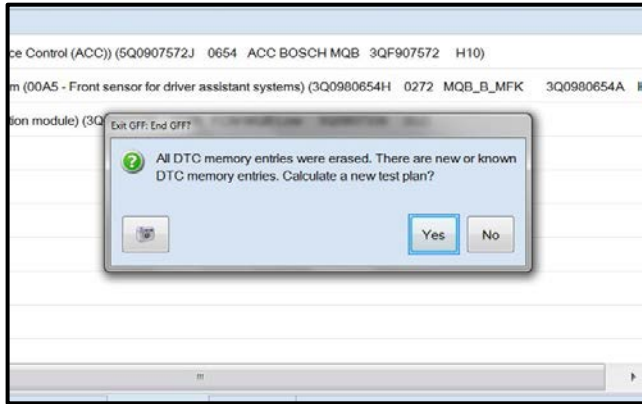 ce Control (ACC)) (5Q0907572J 0654 ACC BOSCH MQB 3QF907572 H10)
m (00A5 - Front sensor for driver assistant systems) (3Q0980654H 0272 MQB_B_MFK 3Q0980654A
tion module) (3Q
Exit GFF: End GFF?
All DTC memory entries were erased. There are new or known
DTC memory entries. Calculate a new test plan?
Yes No